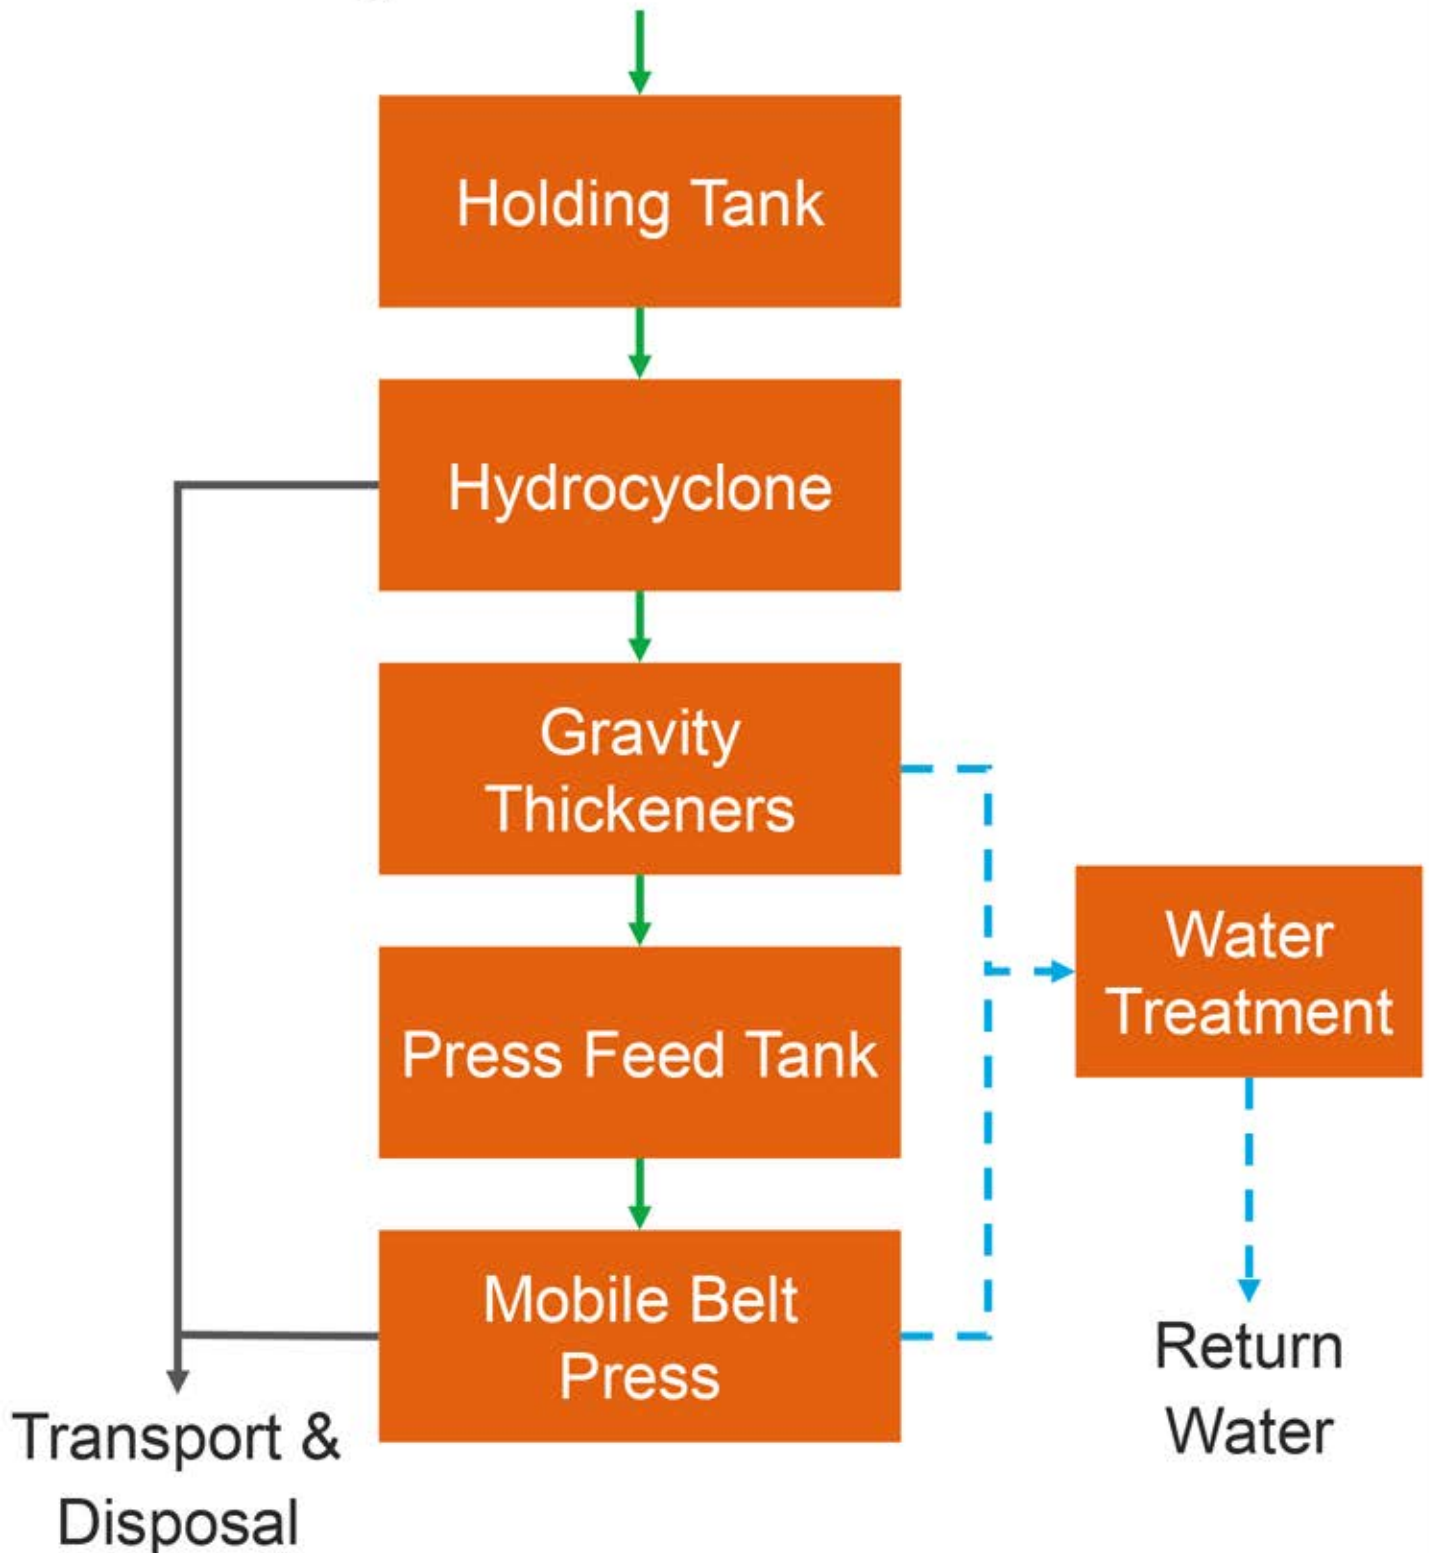 Holding Tank
Hydrocyclone
Gravity
Thickeners
Press Feed Tank
Mobile Belt
Press
Water
Treatment
Return
Water
Transport &
Disposal